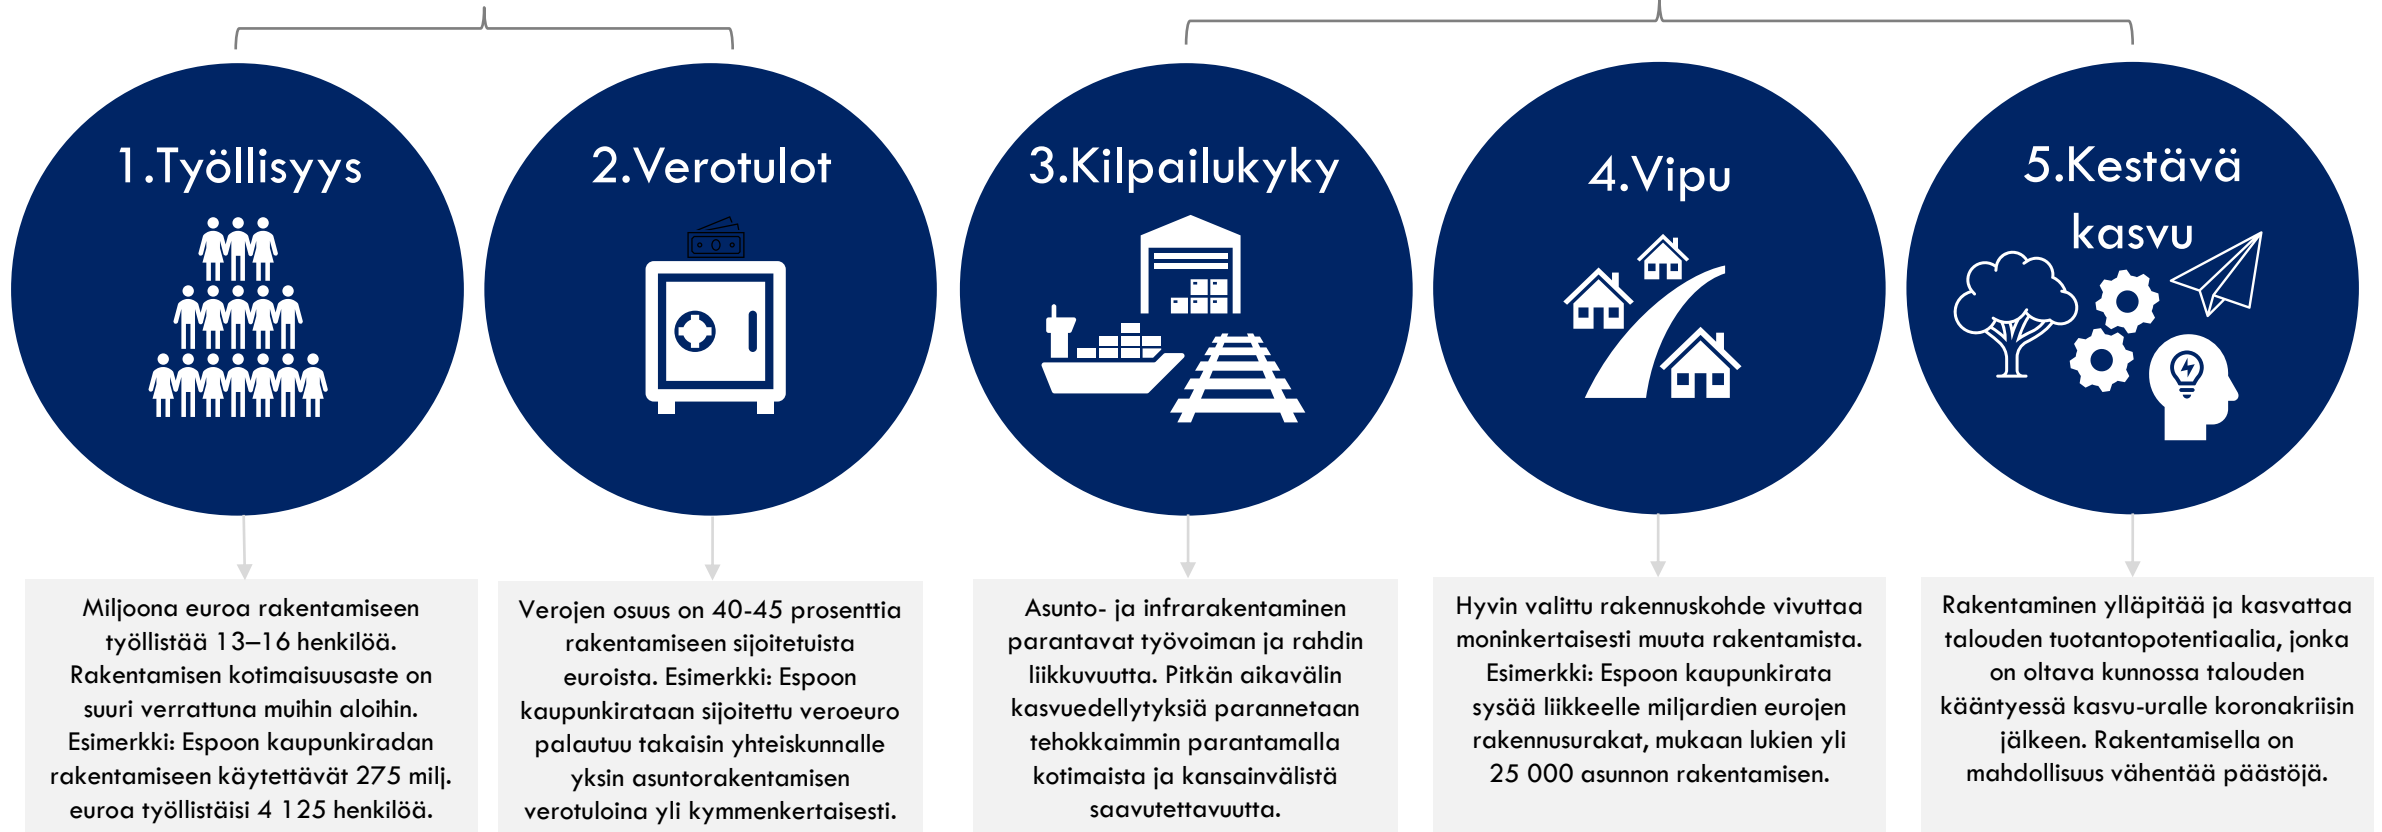 1.Työllisyys
2.Verotulot
3.Kilpailukyky
4.Vipu
5.Kestävä
kasvu
Miljoona euroa rakentamiseen
työllistää 13–16 henkilöä.
Rakentamisen kotimaisuusaste on
suuri verrattuna muihin aloihin.
Esimerkki: Espoon kaupunkiradan
rakentamiseen käytettävät 275 milj.
euroa työllistäisi 4 125 henkilöä.
Verojen osuus on 40-45 prosenttia
rakentamiseen sijoitetuista
euroista. Esimerkki: Espoon
kaupunkirataan sijoitettu veroeuro
palautuu takaisin yhteiskunnalle
yksin asuntorakentamisen
verotuloina yli kymmenkertaisesti.
Asunto- ja infrarakentaminen
parantavat työvoiman ja rahdin
liikkuvuutta. Pitkän aikavälin
kasvuedellytyksiä parannetaan
tehokkaimmin parantamalla
kotimaista ja kansainvälistä
saavutettavuutta.
Hyvin valittu rakennuskohde vivuttaa
moninkertaisesti muuta rakentamista.
Esimerkki: Espoon kaupunkirata
sysää liikkeelle miljardien eurojen
rakennusurakat, mukaan lukien yli
25 000 asunnon rakentamisen.
Rakentaminen ylläpitää ja kasvattaa
talouden tuotantopotentiaalia, jonka
on oltava kunnossa talouden
kääntyessä kasvu-uralle koronakriisin
jälkeen. Rakentamisella on
mahdollisuus vähentää päästöjä.